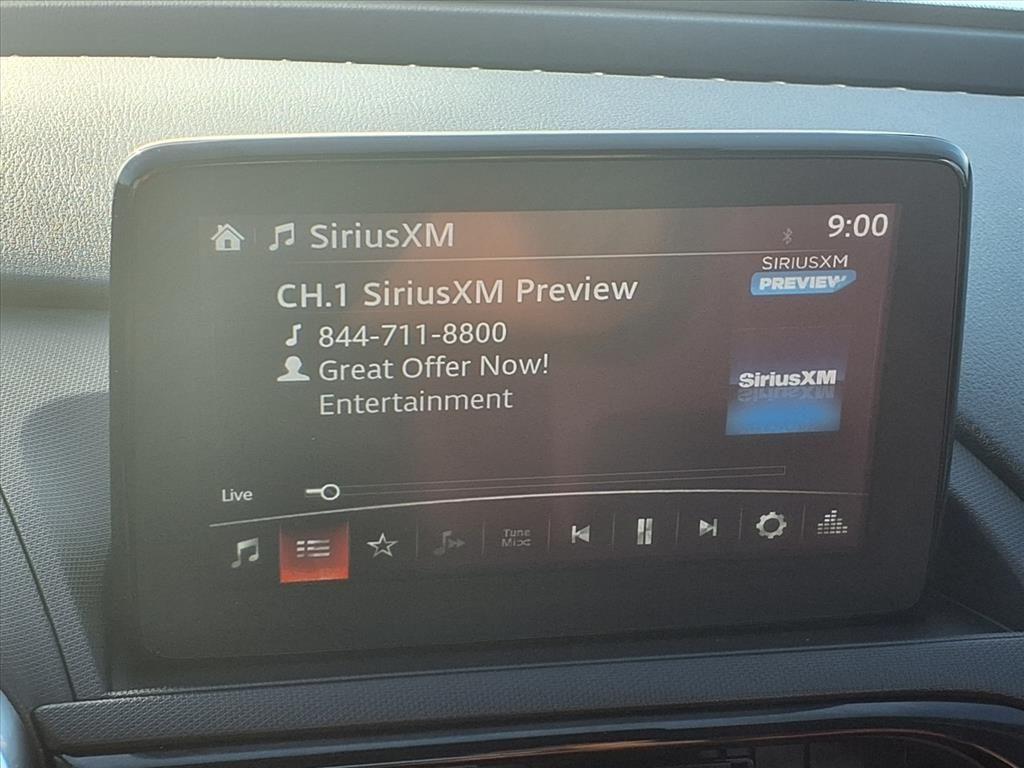 SiriusXM
9:00
CH.1 SiriusXM Preview
SIRIUSXM
PREVIEW
844-711-8800
Great Offer Now!
Entertainment
SiriusXM
Live
Tune
Mix